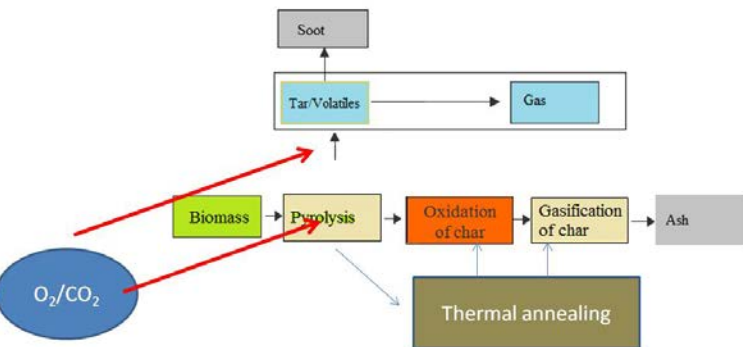 Soot
Tar/Volatiles
Gas
Biomass
Pyrolysis
Oxidation
of char
Gasification
of char
Ash
O₂/CO₂
Thermal annealing